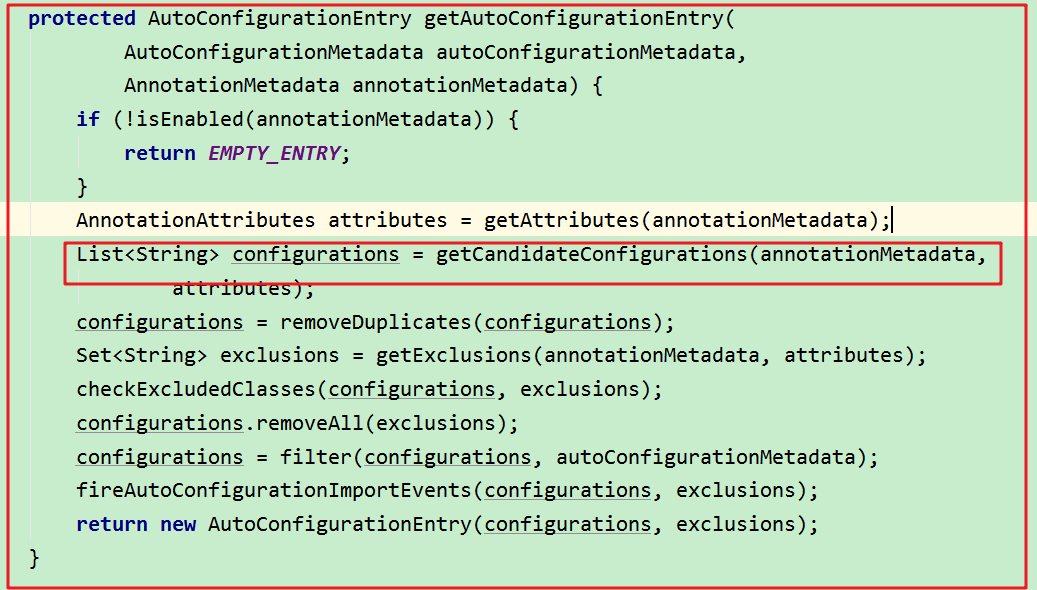 protected AutoConfigurationEntry getAutoConfigurationEntry(
AutoConfigurationMetadata autoConfigurationMetadata,
AnnotationMetadata annotationMetadata) {
if (!isEnabled(annotationMetadata)) {
return EMPTY_ENTRY;
}
AnnotationAttributes attributes = getAttributes(annotationMetadata);
List<String> configurations = getCandidateConfigurations(annotationMetadata,
attributes);
configurations = removeDuplicates(configurations);
Set<String> exclusions = getExclusions(annotationMetadata, attributes);
checkExcludedClasses(configurations, exclusions);
configurations.removeAll(exclusions);
configurations = filter(configurations, autoConfigurationMetadata);
fireAutoConfigurationImportEvents(configurations, exclusions);
return new AutoConfigurationEntry(configurations, exclusions);
}